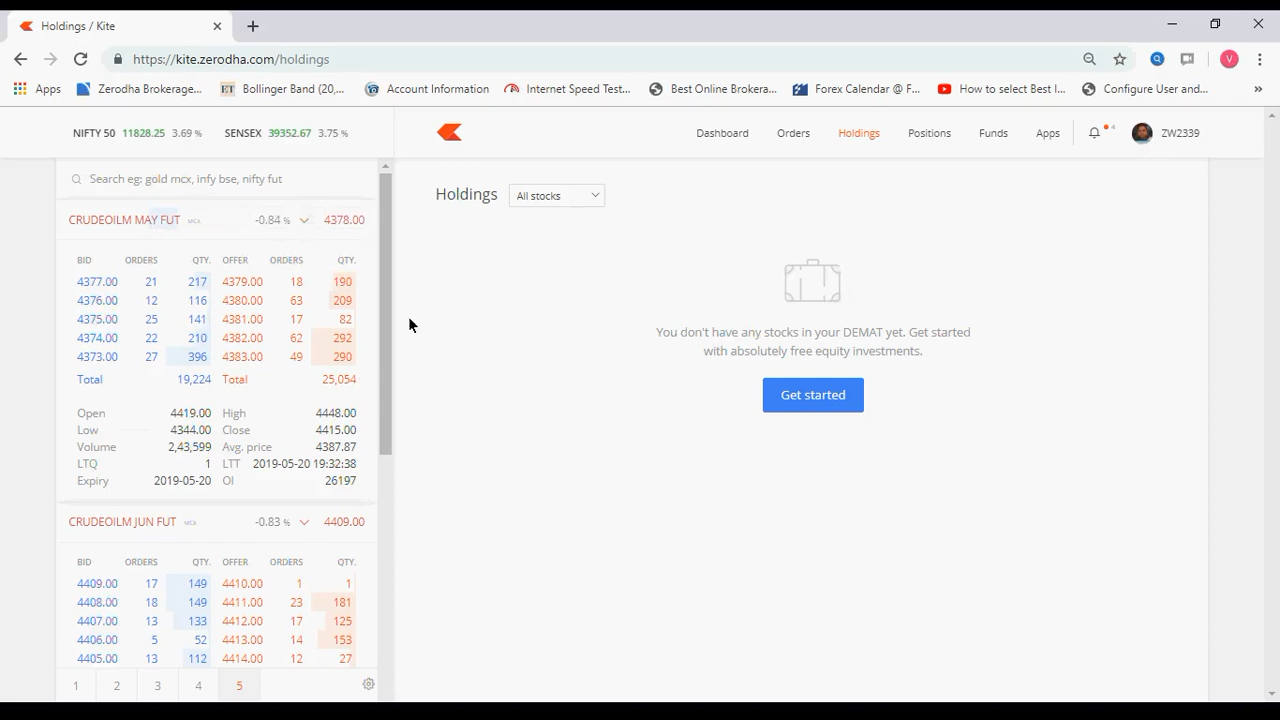 Holdings / Kite
https://kite.zerodha.com/holdings
Apps Zerodha Brokerage... ET Bollinger Band (20,... Account Information Internet Speed Test... Best Online Brokera... Forex Calendar @ F... How to select Best I... Configure User and... »
NIFTY 50 11828.25 3.69 % SENSEX 39352.67 3.75 %
Dashboard Orders Holdings Positions Funds Apps 4 ZW2339
V
Search eg: gold mcx, infy bse, nifty fut
Holdings All stocks
CRUDEOILM MAY FUT MCX -0.84 % 4378.00
BID ORDERS QTY. OFFER ORDERS QTY.
4377.00 21 217 4379.00 18 190
4376.00 12 116 4380.00 63 209
4375.00 25 141 4381.00 17 82
4374.00 22 210 4382.00 62 292
4373.00 27 396 4383.00 49 290
Total 19,224 Total 25,054
Open 4419.00 High 4448.00
Low 4344.00 Close 4415.00
Volume 2,43,599 Avg. price 4387.87
LTQ 1 LTT 2019-05-20 19:32:38
Expiry 2019-05-20 OI 26197
CRUDEOILM JUN FUT MCX -0.83 % 4409.00
BID ORDERS QTY. OFFER ORDERS QTY.
4409.00 17 149 4410.00 1 1
4408.00 18 149 4411.00 23 181
4407.00 13 133 4412.00 17 125
4406.00 5 52 4413.00 14 153
4405.00 13 112 4414.00 12 27
1 2 3 4 5
You don't have any stocks in your DEMAT yet. Get started
with absolutely free equity investments.
Get started